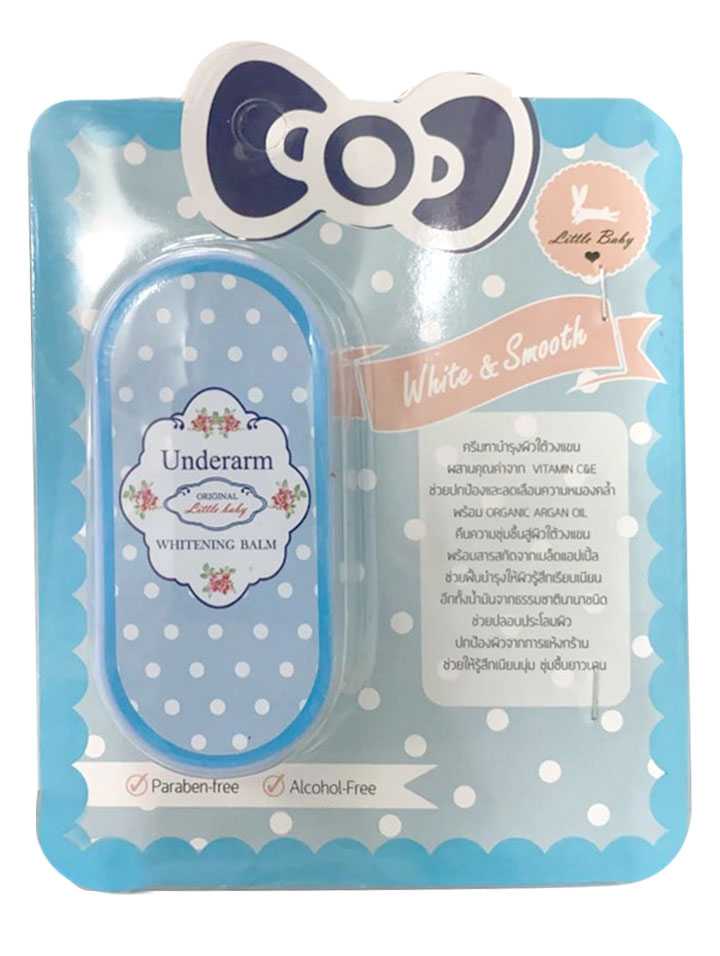 Little Baby
White & Smooth
Underarm
ORIGINAL
Little baby
WHITENING BALM
ครีมทาบำรุงผิวใต้วงแขน
ผสานคุณค่าจาก VITAMIN C&E
ช่วยปกป้องและลดเลือนความหมองคล้ำ
พร้อม ORGANIC ARGAN OIL
คืนความชุ่มชื้นสู่ผิวใต้วงแขน
พร้อมสารสกัดจากเมล็ดแอปเปิ้ล
ช่วยฟื้นบำรุงให้ผิวรู้สึกเรียบเนียน
อีกทั้งน้ำมันจากธรรมชาตินานาชนิด
ช่วยปลอบประโลมผิว
ปกป้องผิวจากการแห้งกร้าน
ช่วยให้รู้สึกเนียนนุ่ม ชุ่มชื้นยาวนาน
Paraben-free
Alcohol-Free